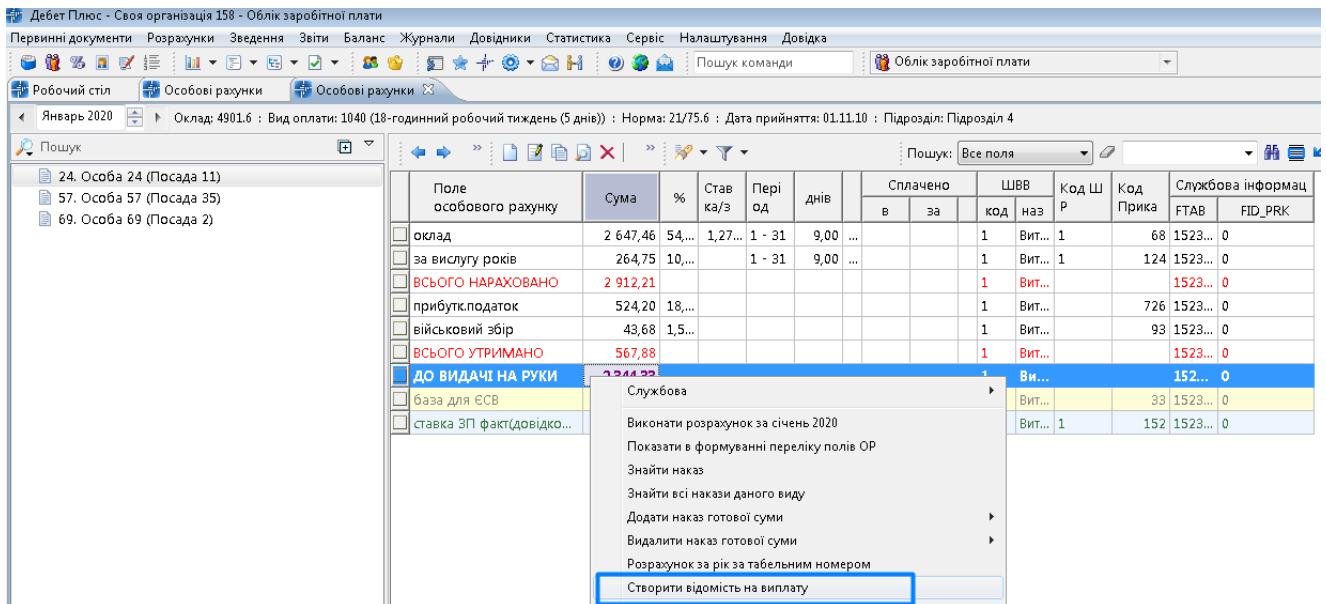 Дебет Плюс - Своя організація 158 - Облік заробітної плати
Первинні документи Розрахунки Зведення Звіти Баланс Журнали Довідники Статистика Сервіс Налаштування Довідка
Пошук команди Облік заробітної плати
Робочий стіл Особові рахунки Особові рахунки
Январь 2020 Оклад: 4901.6 : Вид оплати: 1040 (18-годинний робочий тиждень (5 днів)) : Норма: 21/75.6 : Дата прийняття: 01.11.10 : Підрозділ: Підрозділ 4
Пошук Пошук: Все поля
24. Особа 24 (Посада 11)
57. Особа 57 (Посада 35)
69. Особа 69 (Посада 2)
Поле особового рахунку Сума % Став ка/з Пері од днів Сплачено ШВВ Код Ш Р Код Прика Службова інформац
в за код наз FTAB FID_PRK
оклад 2 647,46 54,... 1,27... 1 - 31 9,00 ... 1 Вит... 1 68 1523... 0
за вислугу років 264,75 10,... 1 - 31 9,00 ... 1 Вит... 1 124 1523... 0
ВСЬОГО НАРАХОВАНО 2 912,21 1 Вит... 1523... 0
прибутк.податок 524,20 18,... 1 Вит... 726 1523... 0
військовий збір 43,68 1,5... 1 Вит... 93 1523... 0
ВСЬОГО УТРИМАНО 567,88 1 Вит... 1523... 0
ДО ВИДАЧІ НА РУКИ 2 344,33 1 Ви... 152... 0
база для ЄСВ Вит... 33 1523... 0
ставка ЗП факт(довідко... Вит... 1 152 1523... 0
Службова
Виконати розрахунок за січень 2020
Показати в формуванні переліку полів ОР
Знайти наказ
Знайти всі накази даного виду
Додати наказ готової суми
Видалити наказ готової суми
Розрахунок за рік за табельним номером
Створити відомість на виплату